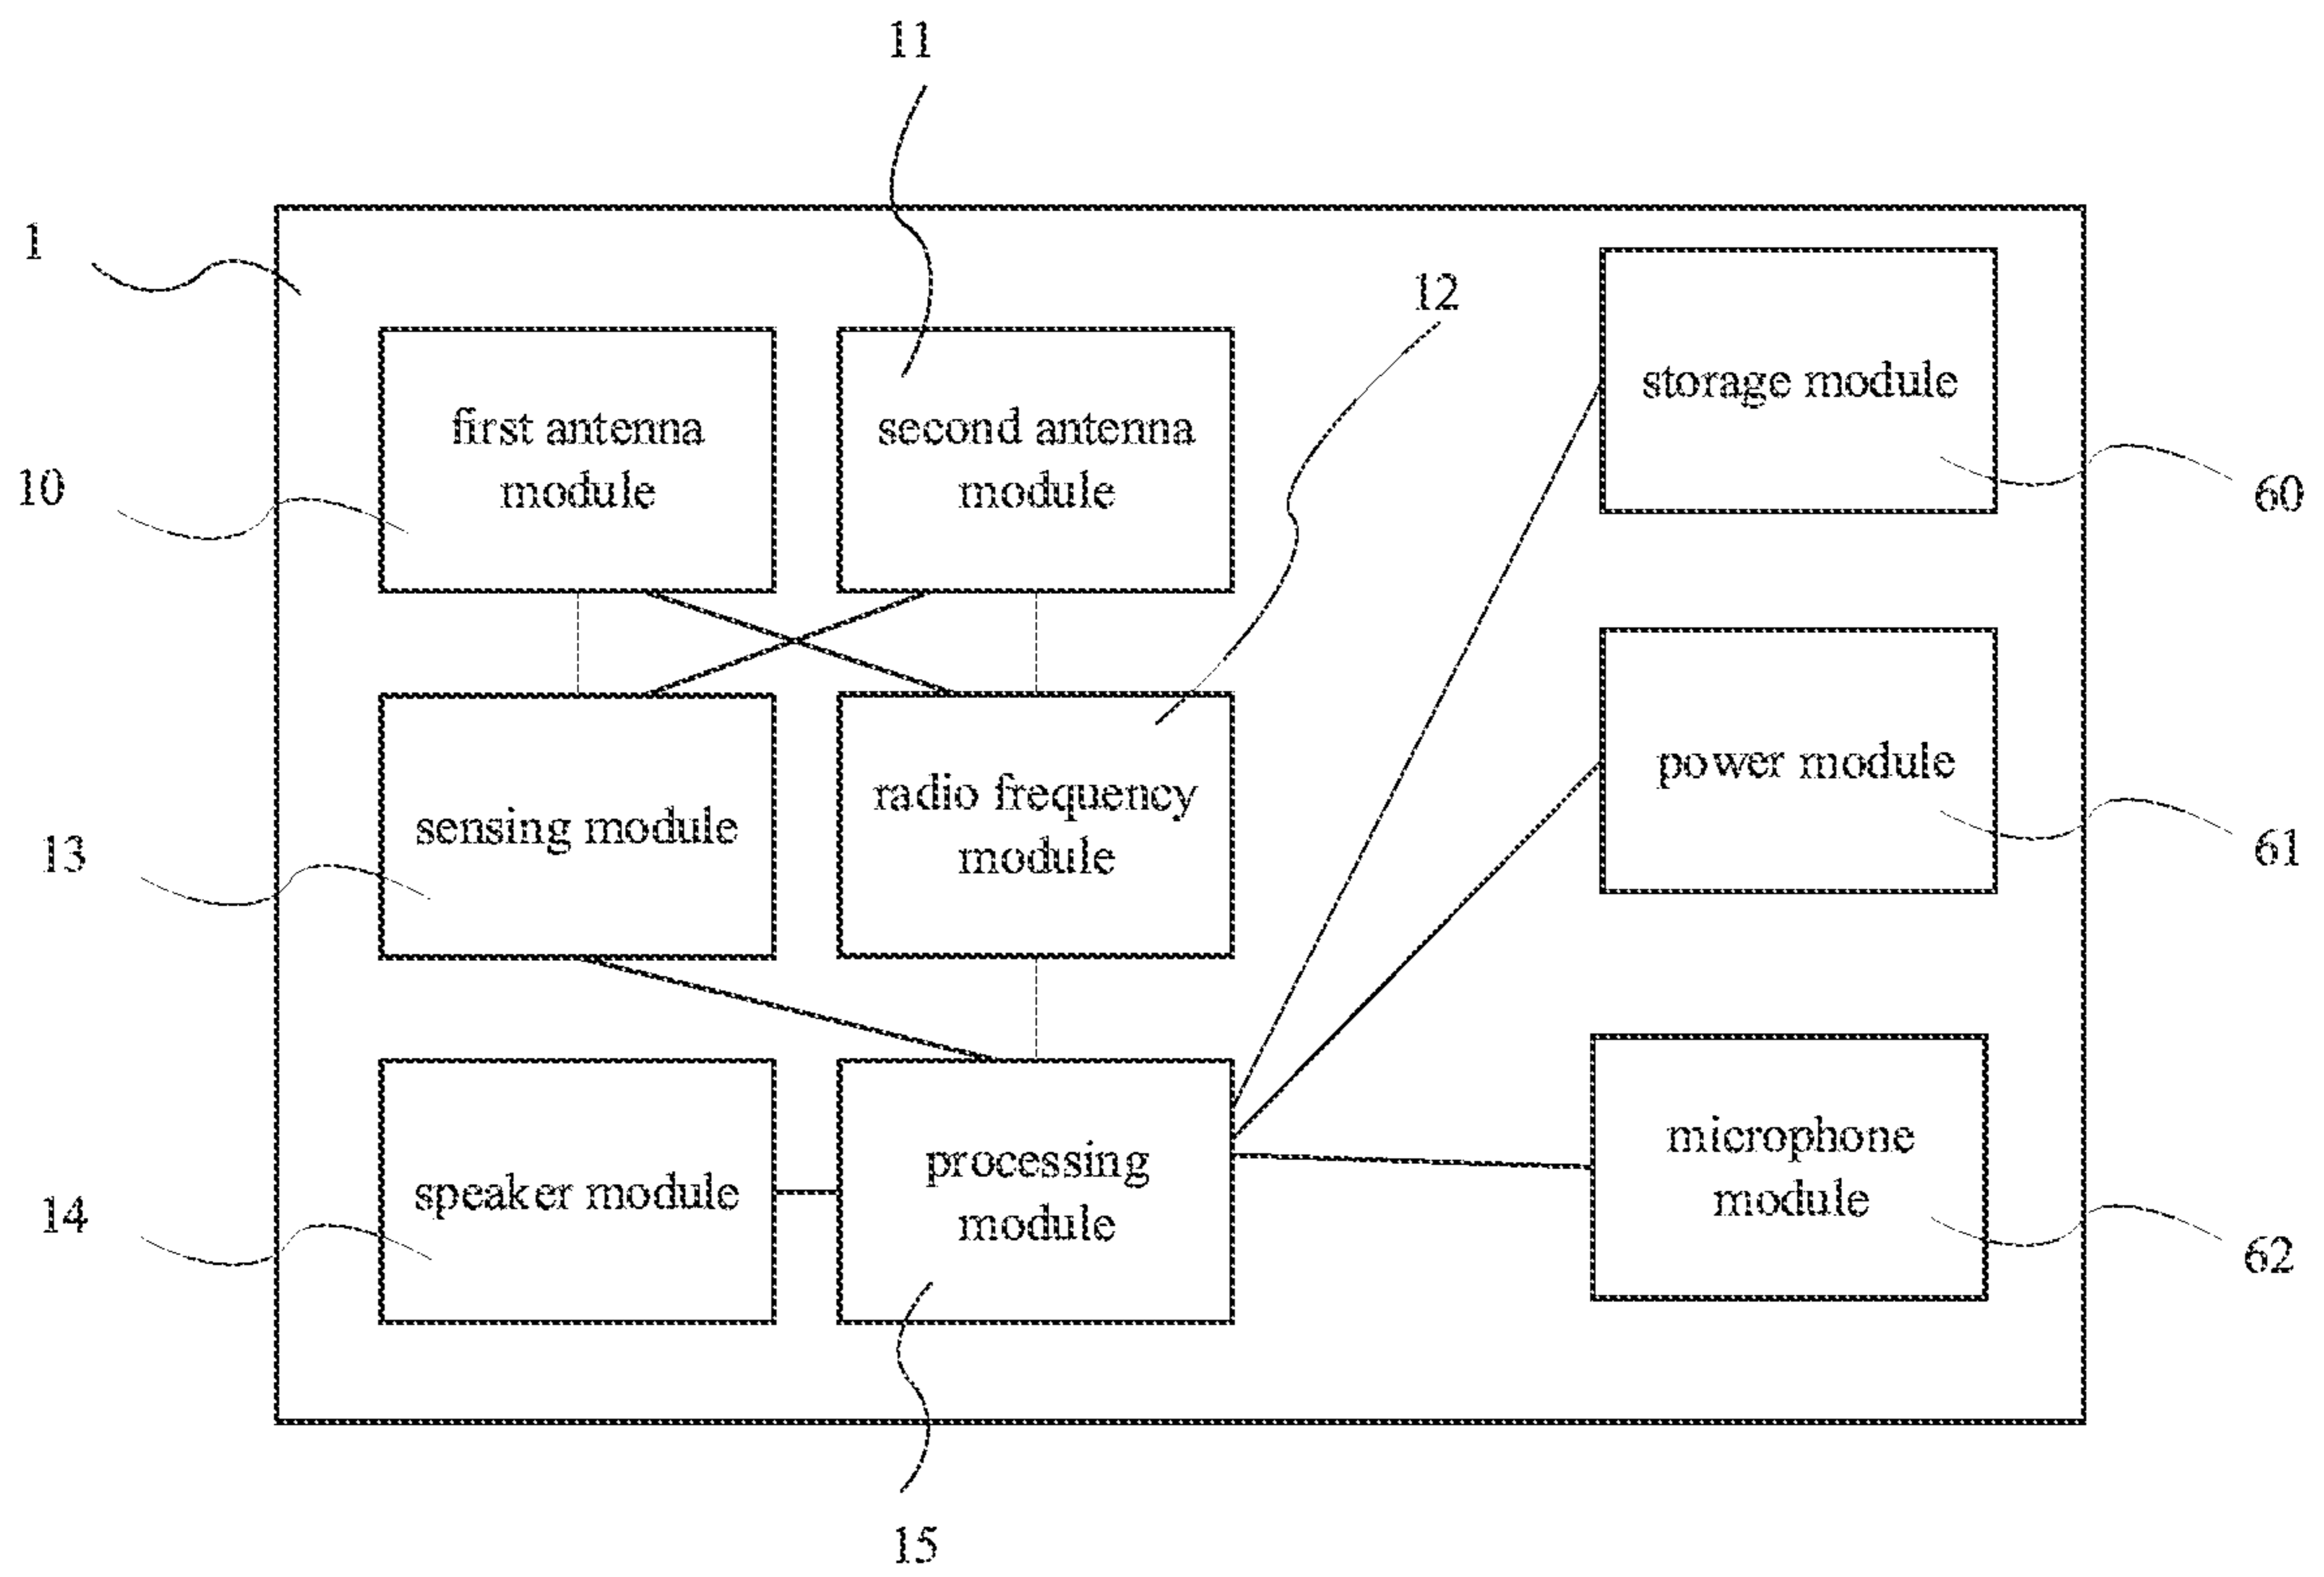 11
1
12
first antenna
module
second antenna
module
storage module
10
60
sensing module
radio frequency
module
power module
13
61
speaker module
processing
module
microphone
module
14
62
15